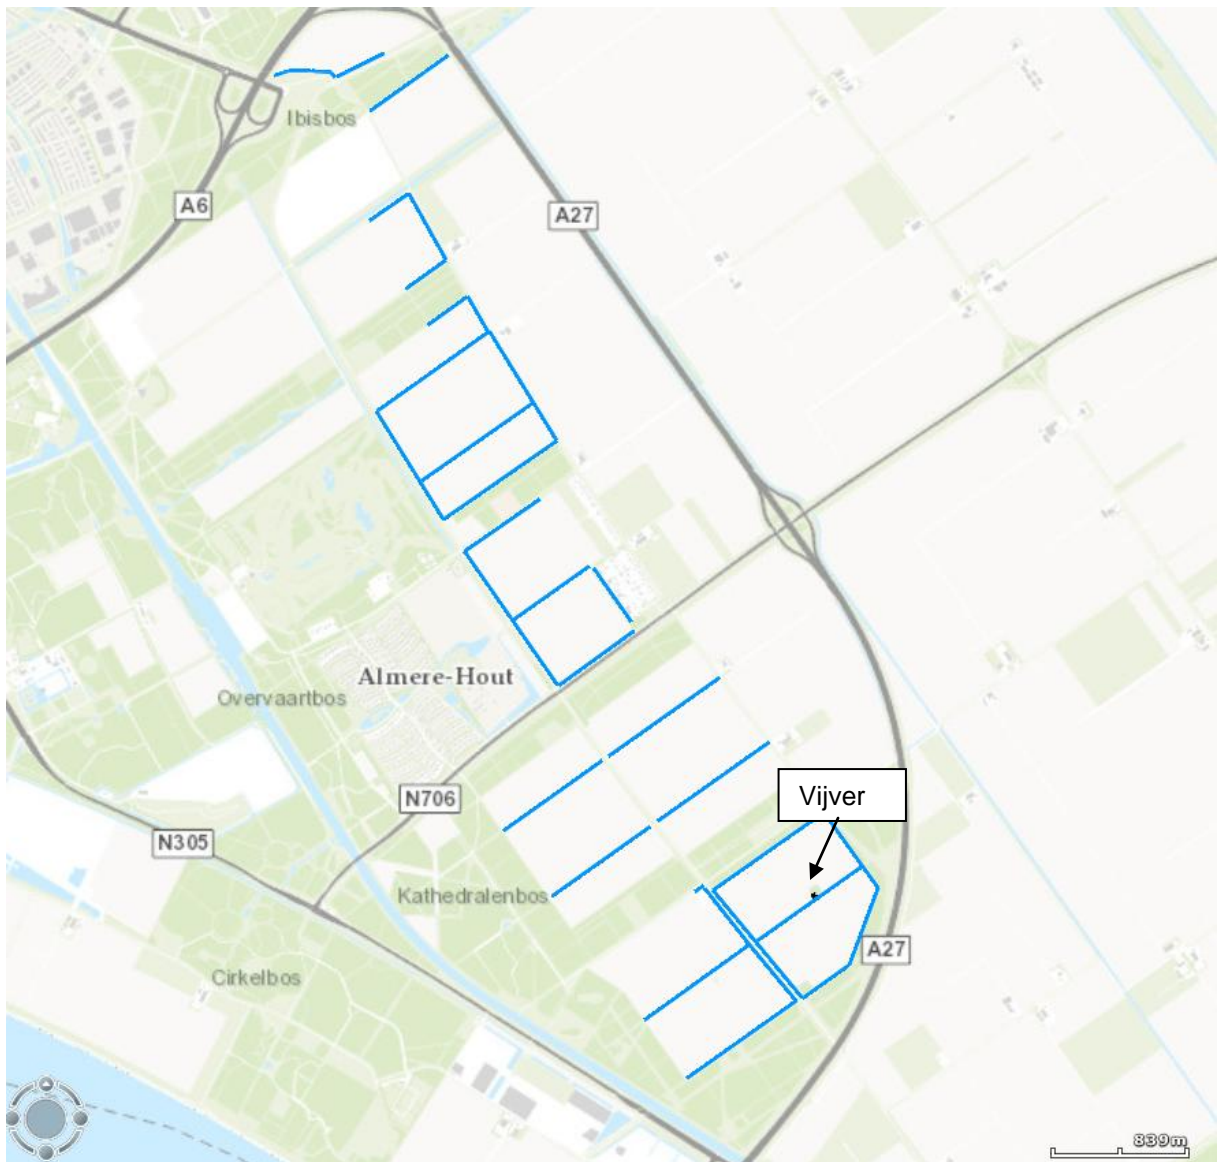 Ibisbos
A6
A27
Almere-Hout
Overvaartbos
Vijver
N706
N305
Kathedralenbos
A27
Cirkelbos
839m